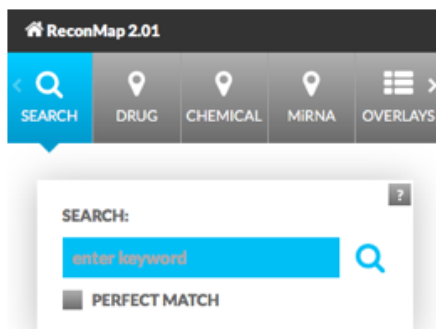 ReconMap 2.01
SEARCH DRUG CHEMICAL MiRNA OVERLAYS
?
SEARCH:
enter keyword
PERFECT MATCH